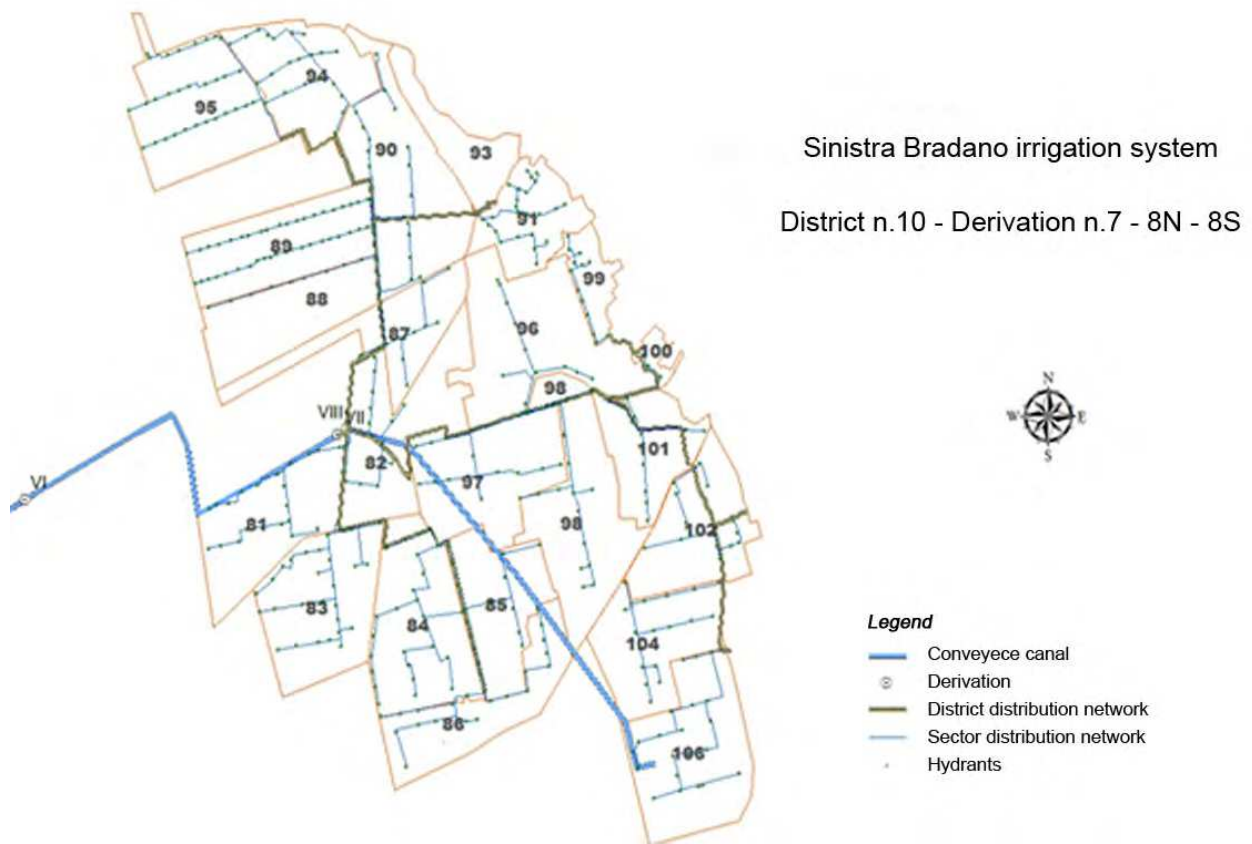 Sinistra Bradano irrigation system
District n.10 - Derivation n.7 - 8N - 8S
94
95
90
93
91
89
99
88
87
96
100
98
VIII VII
101
82
VI
97
81
98
102
83
84
85
104
86
106
N
W E
S
Legend
Conveyece canal
Derivation
District distribution network
Sector distribution network
Hydrants